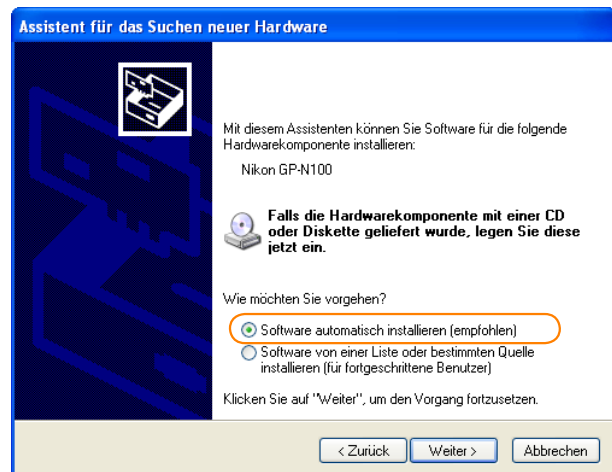 Assistent für das Suchen neuer Hardware
Mit diesem Assistenten können Sie Software für die folgende
Hardwarekomponente installieren:
Nikon GP-N100
Falls die Hardwarekomponente mit einer CD
oder Diskette geliefert wurde, legen Sie diese
jetzt ein.
Wie möchten Sie vorgehen?
Software automatisch installieren (empfohlen)
Software von einer Liste oder bestimmten Quelle
installieren (für fortgeschrittene Benutzer)
Klicken Sie auf "Weiter", um den Vorgang fortzusetzen.
< Zurück Weiter > Abbrechen